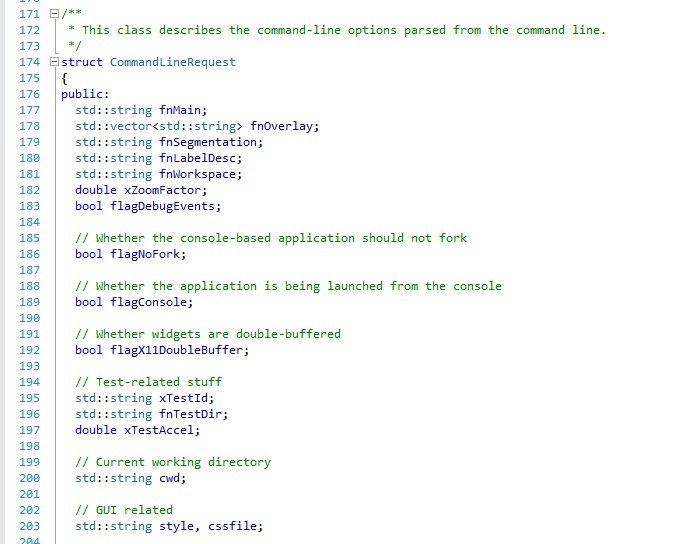 171 /**
172 * This class describes the command-line options parsed from the command line.
173 */
174 struct CommandLineRequest
175 {
176 public:
177 std::string fnMain;
178 std::vector<std::string> fnOverlay;
179 std::string fnSegmentation;
180 std::string fnLabelDesc;
181 std::string fnWorkspace;
182 double xZoomFactor;
183 bool flagDebugEvents;
184
185 // Whether the console-based application should not fork
186 bool flagNoFork;
187
188 // Whether the application is being launched from the console
189 bool flagConsole;
190
191 // Whether widgets are double-buffered
192 bool flagX11DoubleBuffer;
193
194 // Test-related stuff
195 std::string xTestId;
196 std::string fnTestDir;
197 double xTestAccel;
198
199 // Current working directory
200 std::string cwd;
201
202 // GUI related
203 std::string style, cssfile;
204